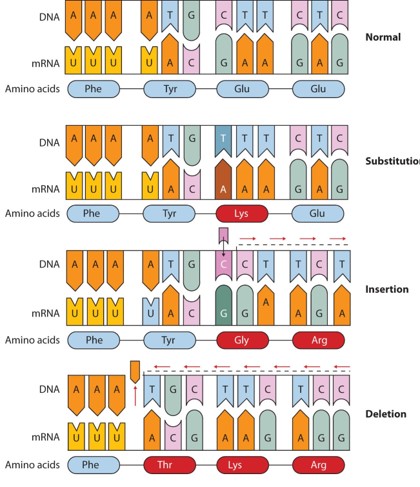 DNA A A A A T G C T T C T C
Normal
mRNA U U U U A C G A A G A G
Amino acids Phe Tyr Glu Glu
DNA A A A A T G T T T C T C
Substitutio
mRNA U U U U A C A A A G A G
Amino acids Phe Tyr Lys Glu
DNA A A A A T G C C T T C T
Insertion
mRNA U U U U A C G G A A G A
Amino acids Phe Tyr Gly Arg
DNA A A A T G C T T C T C C
Deletion
mRNA U U U A C G A A G A G G
Amino acids Phe Thr Lys Arg